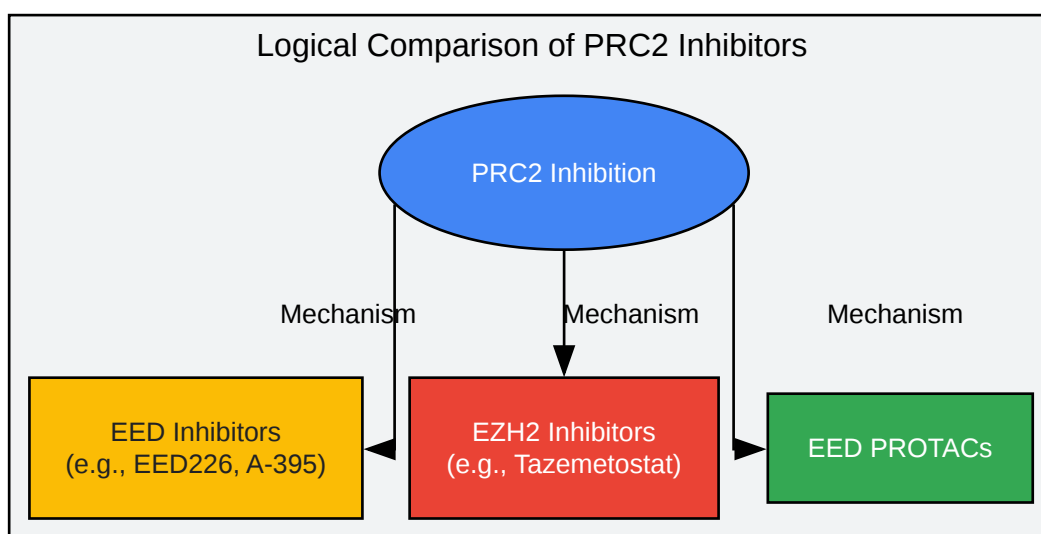 Logical Comparison of PRC2 Inhibitors
PRC2 Inhibition
Mechanism
Mechanism
Mechanism
EED Inhibitors
(e.g., EED226, A-395)
EZH2 Inhibitors
(e.g., Tazemetostat)
EED PROTACs